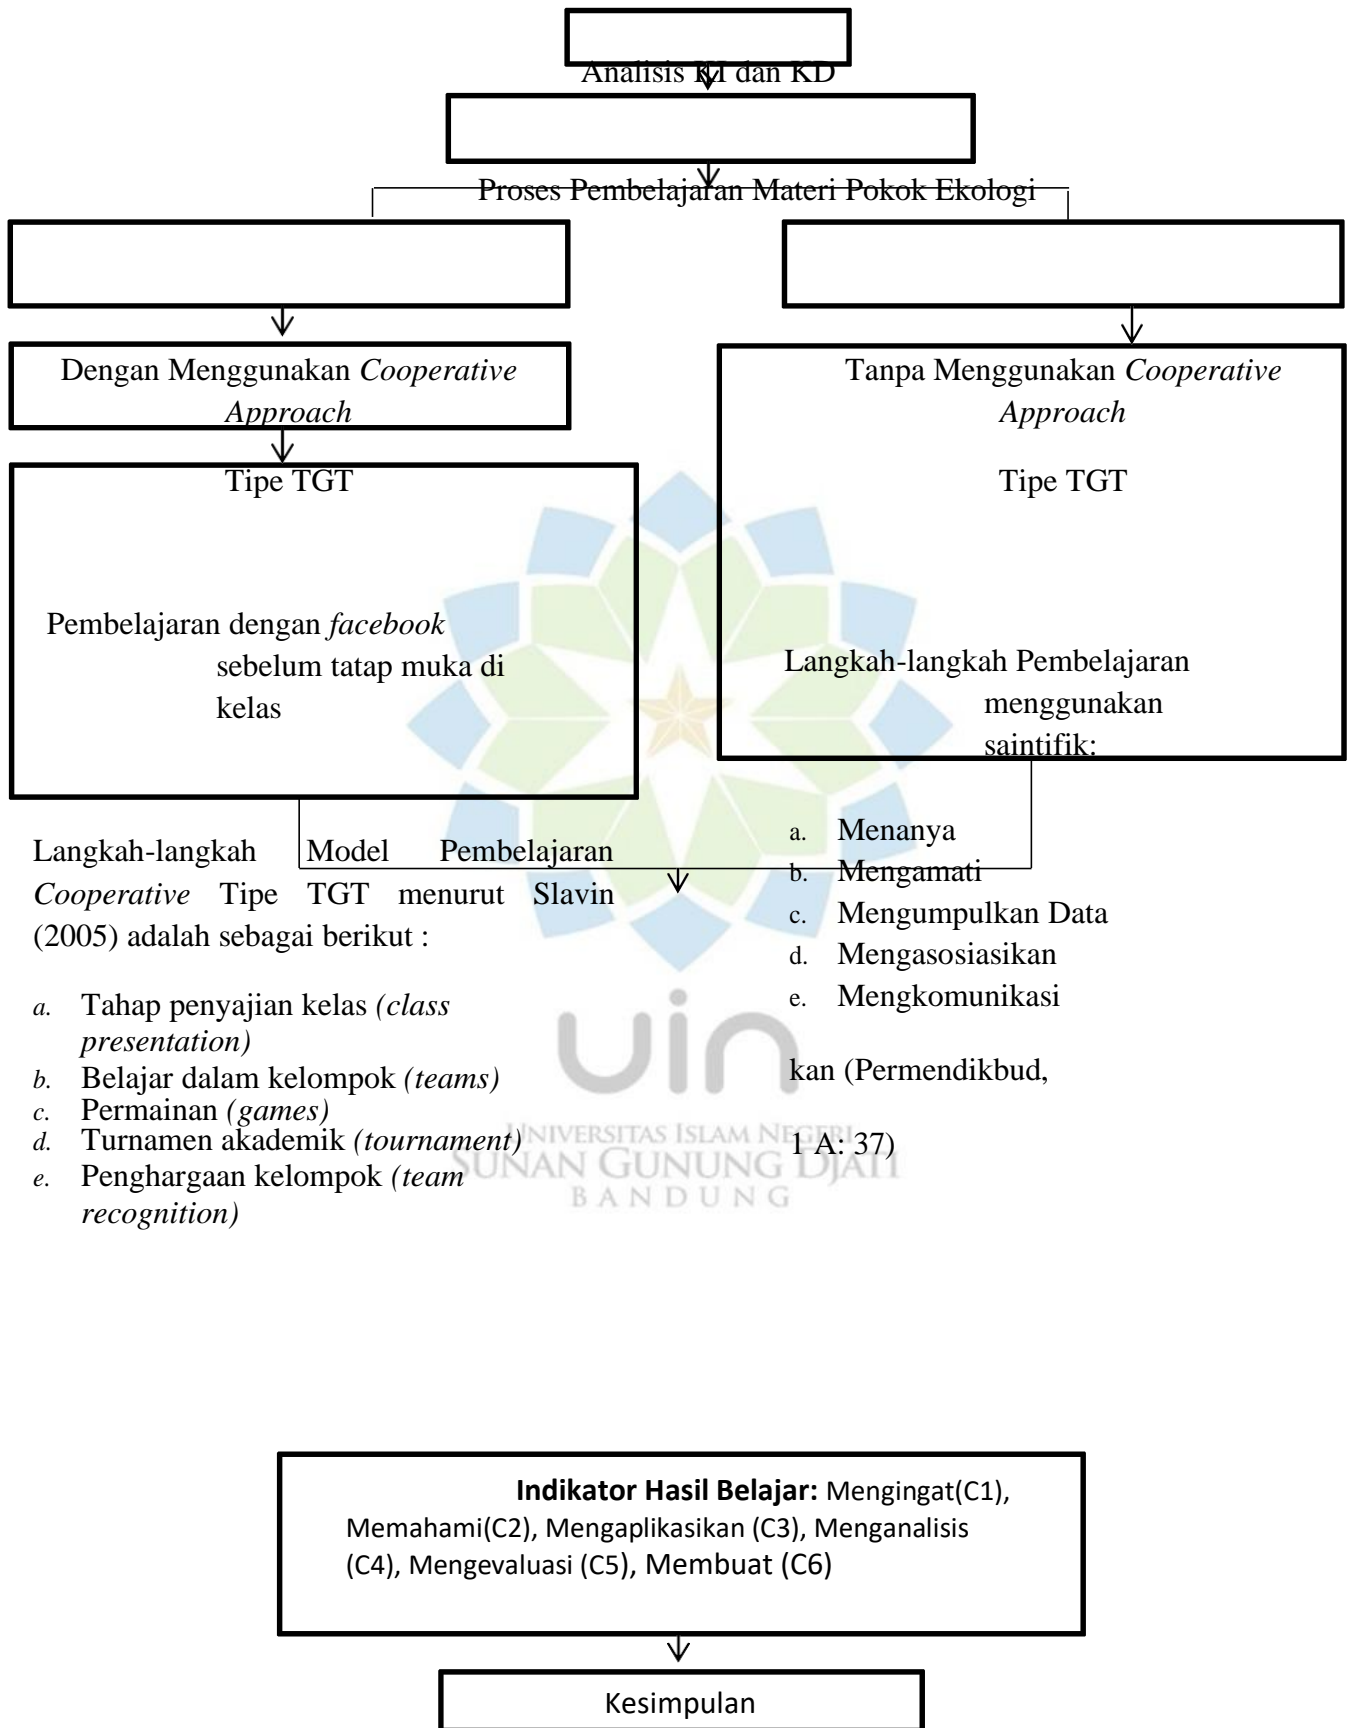 Analisis KI dan KD
Proses Pembelajaran Materi Pokok Ekologi
Dengan Menggunakan Cooperative
Approach
Tipe TGT
Tanpa Menggunakan Cooperative
Approach
Tipe TGT
Pembelajaran dengan facebook
sebelum tatap muka di
kelas
Langkah-langkah Pembelajaran
menggunakan
saintifik:
Langkah-langkah Model Pembelajaran
Cooperative Tipe TGT menurut Slavin
(2005) adalah sebagai berikut :
a. Tahap penyajian kelas (class
presentation)
b. Belajar dalam kelompok (teams)
c. Permainan (games)
d. Turnamen akademik (tournament)
e. Penghargaan kelompok (team
recognition)
a. Menanya
b. Mengamati
c. Mengumpulkan Data
d. Mengasosiasikan
e. Mengkomunikasi
kan (Permendikbud,
1 A: 37)
uin
UNIVERSITAS ISLAM NEGERI
SUNAN GUNUNG DJATI
BANDUNG
Indikator Hasil Belajar: Mengingat(C1),
Memahami(C2), Mengaplikasikan (C3), Menganalisis
(C4), Mengevaluasi (C5), Membuat (C6)
Kesimpulan